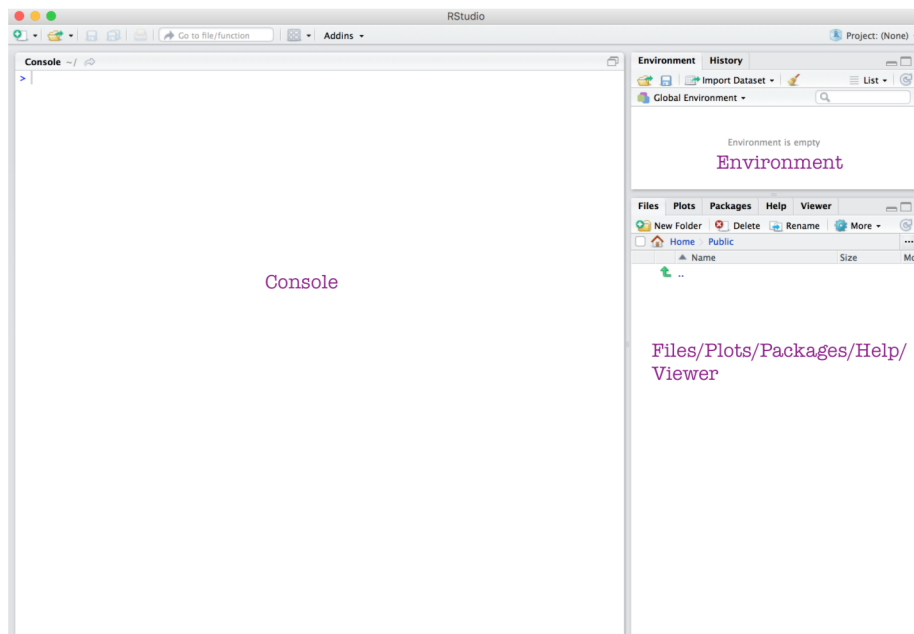 RStudio
Go to file/function
Addins
Project: (None)
Console ~/
>
Environment History
Import Dataset
List
Global Environment
Environment is empty
Environment
Files Plots Packages Help Viewer
New Folder Delete Rename More
Home Public
...
Name Size Mo
..
Console
Files/Plots/Packages/Help/
Viewer